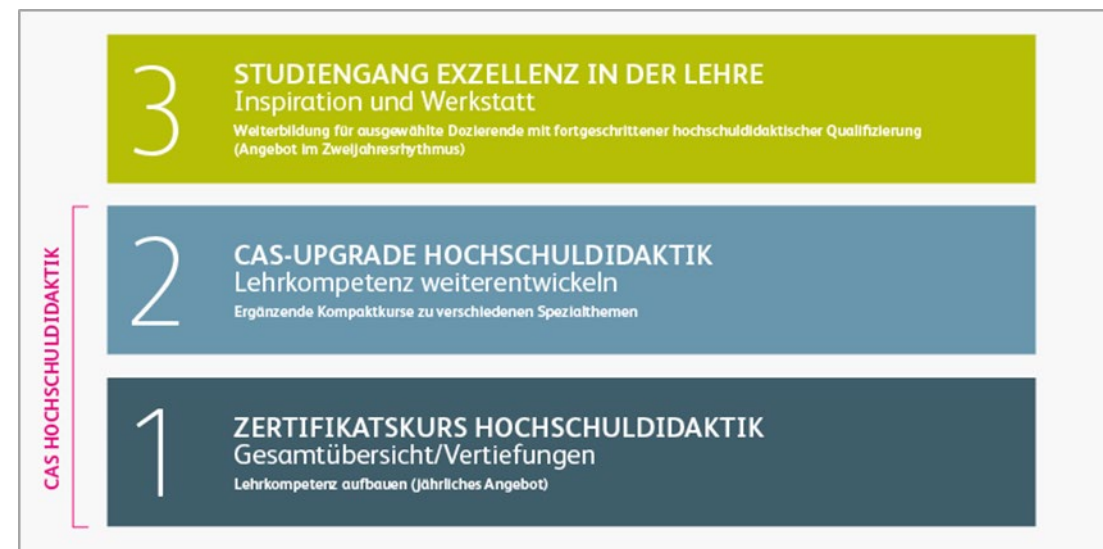 3
STUDIENGANG EXZELLENZ IN DER LEHRE
Inspiration und Werkstatt
Weiterbildung für ausgewählte Dozierende mit fortgeschrittener hochschuldidaktischer Qualifizierung
(Angebot im Zweijahresrhythmus)
CAS HOCHSCHULDIDAKTIK
2
CAS-UPGRADE HOCHSCHULDIDAKTIK
Lehrkompetenz weiterentwickeln
Ergänzende Kompaktkurse zu verschiedenen Spezialthemen
1
ZERTIFIKATSKURS HOCHSCHULDIDAKTIK
Gesamtübersicht/Vertiefungen
Lehrkompetenz aufbauen (jährliches Angebot)